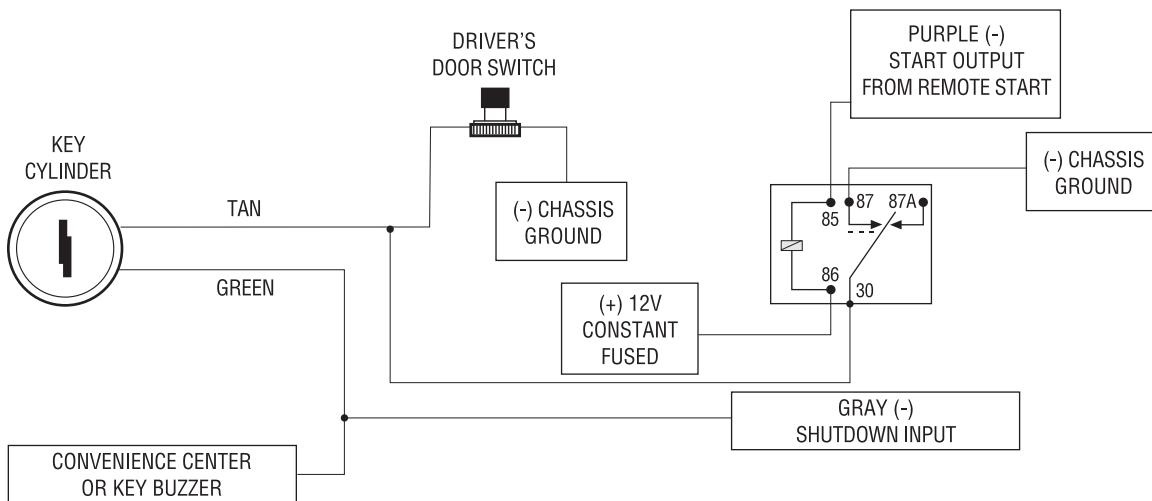 PURPLE (-)
START OUTPUT
FROM REMOTE START
DRIVER'S
DOOR SWITCH
KEY
CYLINDER
(-) CHASSIS
GROUND
TAN
(-) CHASSIS
GROUND
87
87A
85
86
30
GREEN
(+) 12V
CONSTANT
FUSED
GRAY (-)
SHUTDOWN INPUT
CONVENIENCE CENTER
OR KEY BUZZER